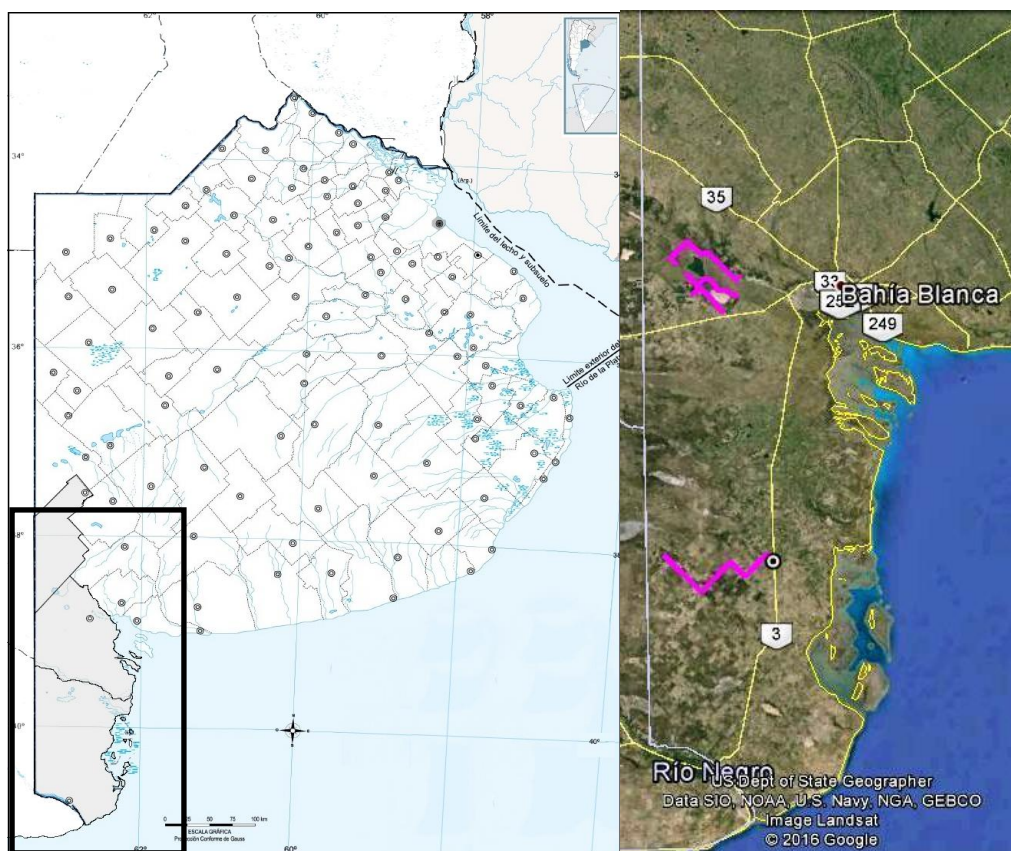 62°
60°
58°
34°
(Arg.)
34
Límite del lecho y subsuelo
36°
Límite exterior del
Río de la Plata
38°
38
40°
40°
ESCALA GRÁFICA
Proyección Conforme de Gauss
0 25 50 75 100 km
62°
60°
35
33
252
Bahía Blanca
249
3
Río Negro
US Dept of State Geographer
Data SIO, NOAA, U.S. Navy, NGA, GEBCO
Image Landsat
© 2016 Google